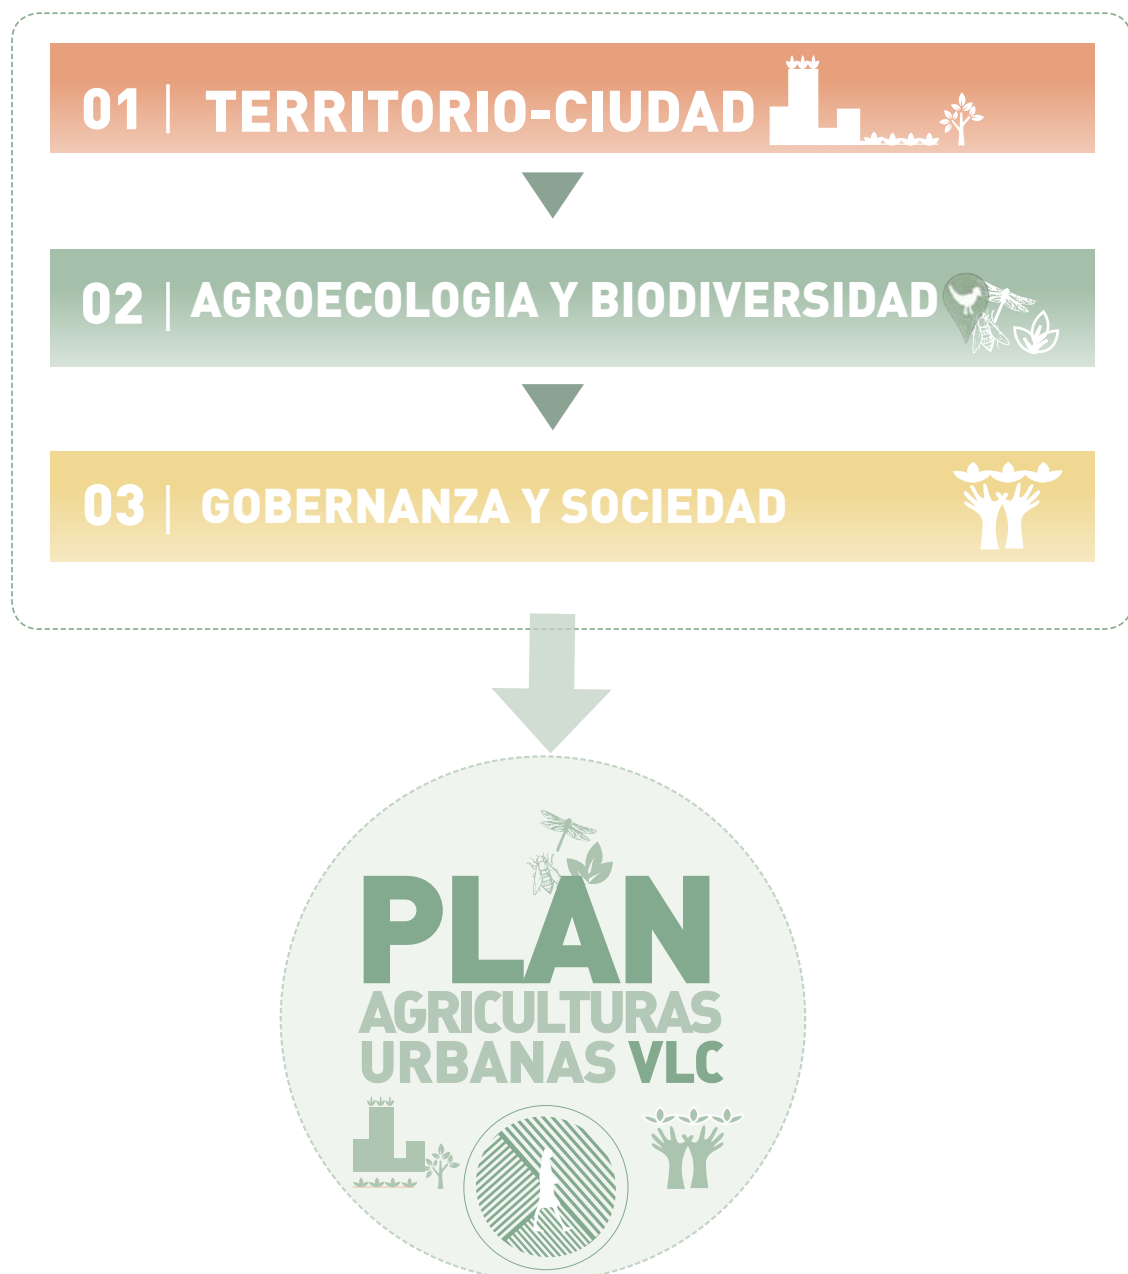 01 | TERRITORIO-CIUDAD
02 | AGROECOLOGIA Y BIODIVERSIDAD
03 | GOBERNANZA Y SOCIEDAD
PLAN
AGRICULTURAS
URBANAS VLC